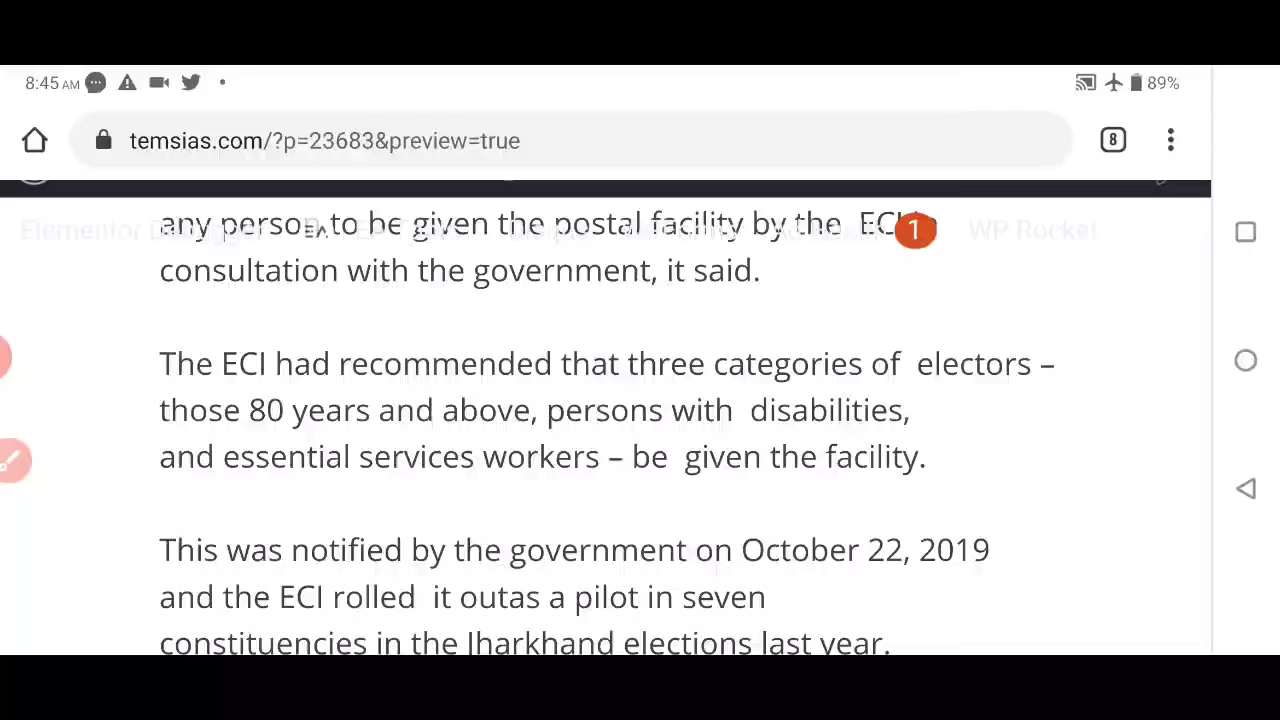 8:45 AM
89%
temsias.com/?p=23683&preview=true
8
Elementor
WP Rocket
1
any person to be given the postal facility by the ECI
consultation with the government, it said.
The ECI had recommended that three categories of electors –
those 80 years and above, persons with disabilities,
and essential services workers – be given the facility.
This was notified by the government on October 22, 2019
and the ECI rolled it outas a pilot in seven
constituencies in the Jharkhand elections last year.